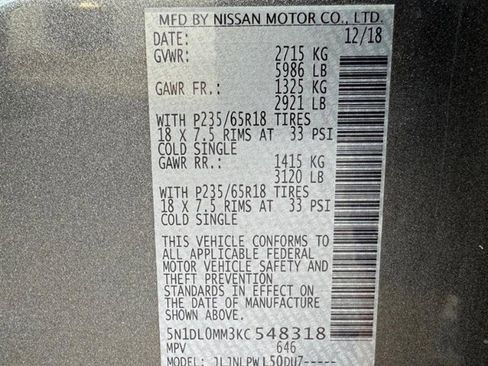 MFD BY NISSAN MOTOR CO., LTD.
DATE: 12/18
GVWR: 2715 KG
5986 LB
GAWR FR.: 1325 KG
2921 LB
WITH P235/65R18 TIRES
18 X 7.5 RIMS AT 33 PSI
COLD SINGLE
GAWR RR.: 1415 KG
3120 LB
WITH P235/65R18 TIRES
18 X 7.5 RIMS AT 33 PSI
COLD SINGLE
THIS VEHICLE CONFORMS TO
ALL APPLICABLE FEDERAL
MOTOR VEHICLE SAFETY AND
THEFT PREVENTION
STANDARDS IN EFFECT ON
THE DATE OF MANUFACTURE
SHOWN ABOVE.
5N1DL0MM3KC548318
MPV 646
JLJNLPWL50DU7-----